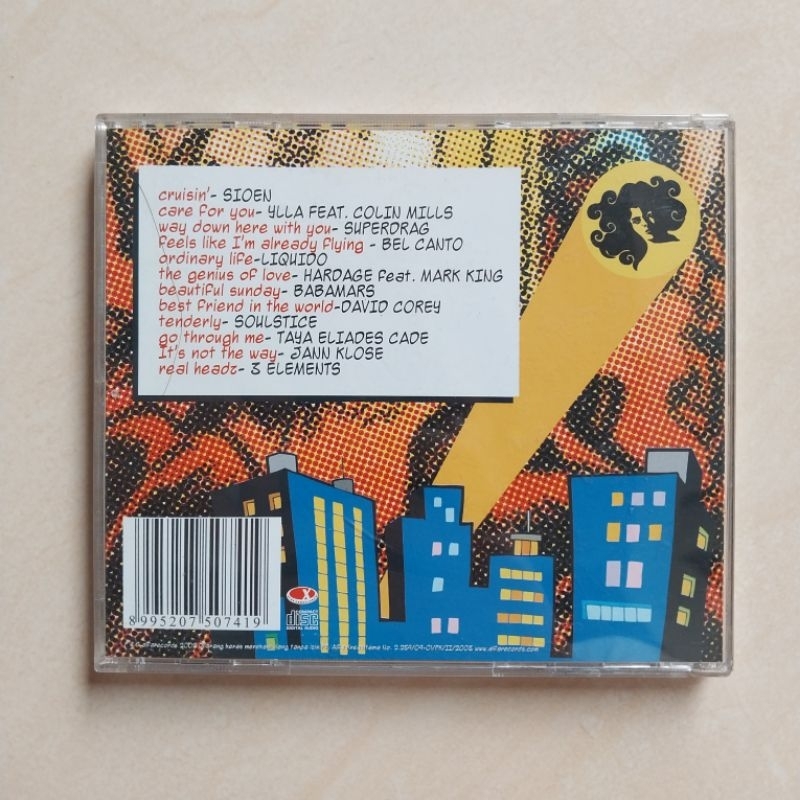 cruisin'- SIOEN
care for you- YLLA FEAT. COLIN MILLS
way down here with you- SUPERDRAG
feels like I'm already flying - BEL CANTO
ordinary life-LIQUIDO
the genius of love- HARDAGE feat. MARK KING
beautiful sunday- BABAMARS
best friend in the world-DAVID COREY
tenderly- SOULSTICE
go through me- TAYA ELIADES CADE
It's not the way- JANN KLOSE
real headz- 3 ELEMENTS
8 995207 507419
COMPACT
disc
DIGITAL AUDIO
www.alfarecords.com